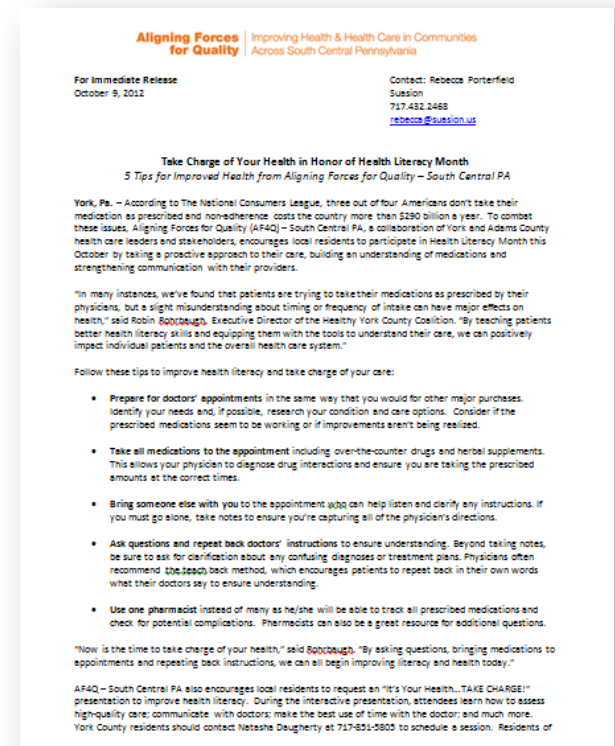 Aligning Forces for Quality | Improving Health & Health Care in Communities Across South Central Pennsylvania
For Immediate Release
October 9, 2012
Contact: Rebecca Porterfield
Suasion
717.432.2468
rebecca@suasion.us
Take Charge of Your Health in Honor of Health Literacy Month
5 Tips for Improved Health from Aligning Forces for Quality – South Central PA
York, Pa. – According to The National Consumers League, three out of four Americans don't take their
medication as prescribed and non-adherence costs the country more than $290 billion a year. To combat
these issues, Aligning Forces for Quality (AF4Q) – South Central PA, a collaboration of York and Adams County
health care leaders and stakeholders, encourages local residents to participate in Health Literacy Month this
October by taking a proactive approach to their care, building an understanding of medications and
strengthening communication with their providers.
"In many instances, we've found that patients are trying to take their medications as prescribed by their
physicians, but a slight misunderstanding about timing or frequency of intake can have major effects on
health," said Robin Rohrbaugh, Executive Director of the Healthy York County Coalition. "By teaching patients
better health literacy skills and equipping them with the tools to understand their care, we can positively
impact individual patients and the overall health care system."
Follow these tips to improve health literacy and take charge of your care:
• Prepare for doctors' appointments in the same way that you would for other major purchases.
Identify your needs and, if possible, research your condition and care options. Consider if the
prescribed medications seem to be working or if improvements aren't being realized.
• Take all medications to the appointment including over-the-counter drugs and herbal supplements.
This allows your physician to diagnose drug interactions and ensure you are taking the prescribed
amounts at the correct times.
• Bring someone else with you to the appointment who can help listen and clarify any instructions. If
you must go alone, take notes to ensure you're capturing all of the physician's directions.
• Ask questions and repeat back doctors' instructions to ensure understanding. Beyond taking notes,
be sure to ask for clarification about any confusing diagnoses or treatment plans. Physicians often
recommend the teach back method, which encourages patients to repeat back in their own words
what their doctors say to ensure understanding.
• Use one pharmacist instead of many as he/she will be able to track all prescribed medications and
check for potential complications. Pharmacists can also be a great resource for additional questions.
"Now is the time to take charge of your health," said Rohrbaugh. "By asking questions, bringing medications to
appointments and repeating back instructions, we can all begin improving literacy and health today."
AF4Q – South Central PA also encourages local residents to request an "It's Your Health...TAKE CHARGE!"
presentation to improve health literacy. During the interactive presentation, attendees learn how to assess
high-quality care; communicate with doctors; make the best use of time with the doctor; and much more.
York County residents should contact Natasha Daugherty at 717-851-5805 to schedule a session. Residents of